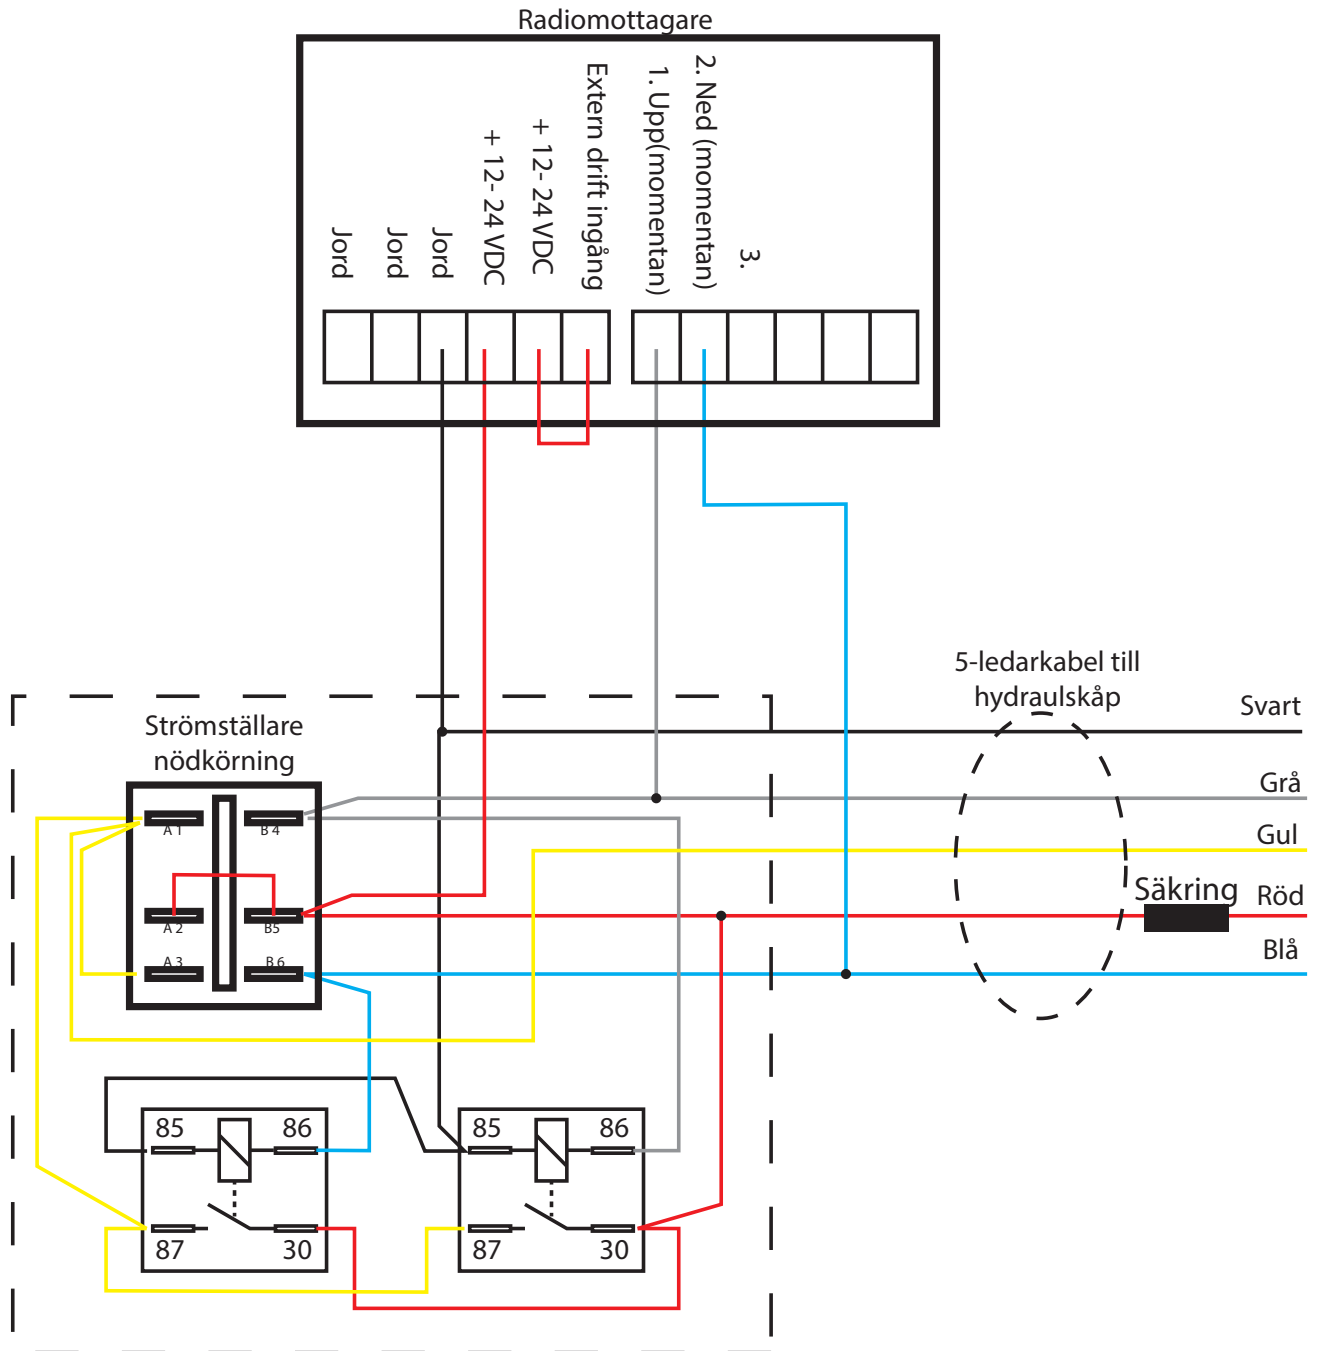 Radiomottagare
Jord
Jord
Jord
+ 12- 24 VDC
+ 12- 24 VDC
Extern drift ingång
1. Upp(momentan)
2. Ned (momentan)
3.
5-ledarkabel till
hydraulskåp
Svart
Grå
Gul
Säkring
Röd
Blå
Strömställare
nödkörning
A 1
B 4
A 2
B5
A 3
B 6
85
86
87
30
85
86
87
30